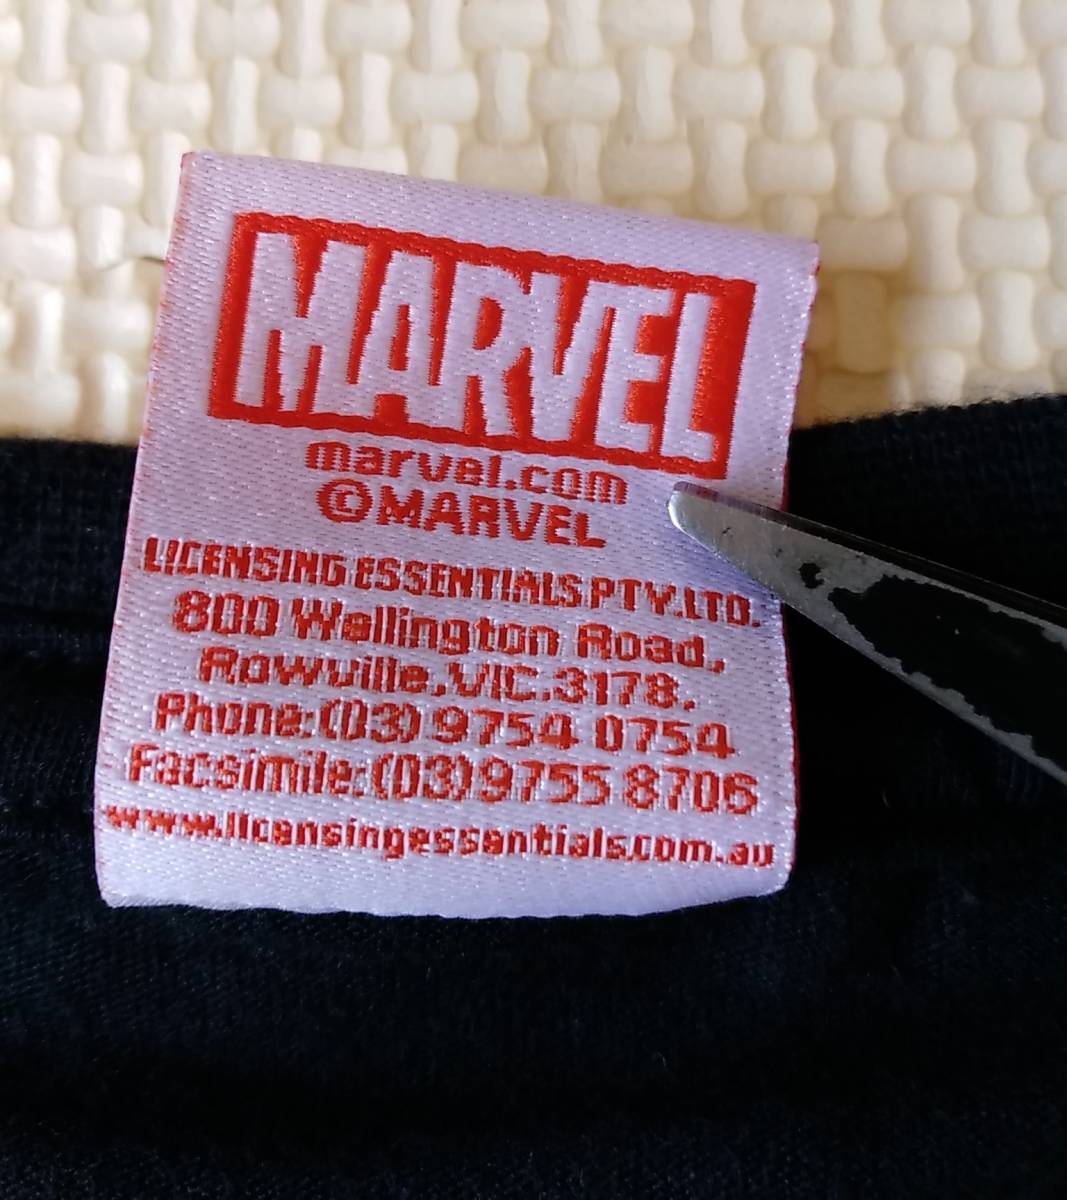 MARVEL
marvel.com
©MARVEL
LICENSING ESSENTIALS PTY.LTD.
800 Wellington Road,
Rowville,VIC.3178.
Phone:(03) 9754 0754
Facsimile:(03)9755 8706
www.licensingessentials.com.au